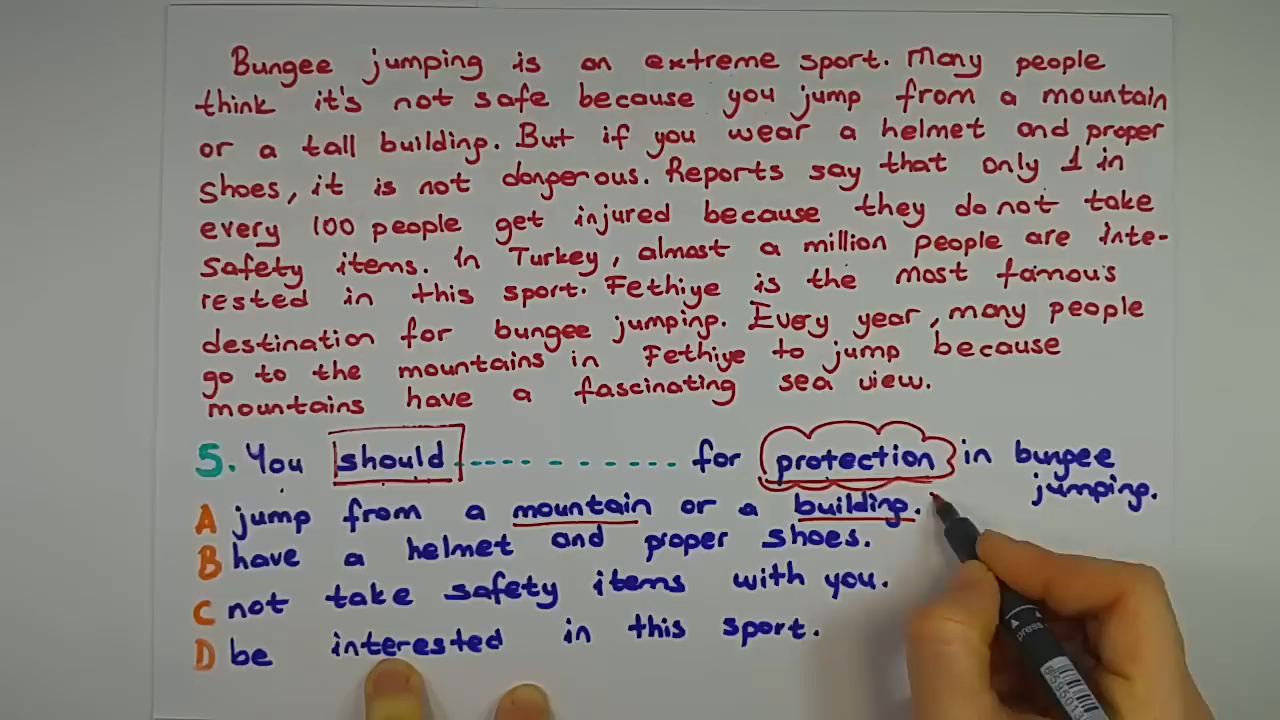 Bungee jumping is an extreme sport. Many people
think it's not safe because you jump from a mountain
or a tall building. But if you wear a helmet and proper
shoes, it is not dangerous. Reports say that only 1 in
every 100 people get injured because they do not take
safety items. In Turkey, almost a million people are inte-
rested in this sport. Fethiye is the most famous
destination for bungee jumping. Every year, many people
go to the mountains in Fethiye to jump because
mountains have a fascinating sea view.
5. You should ............ for protection in bungee
jumping.
A jump from a mountain or a building.
B have a helmet and proper shoes.
C not take safety items with you.
D be interested in this sport.
press